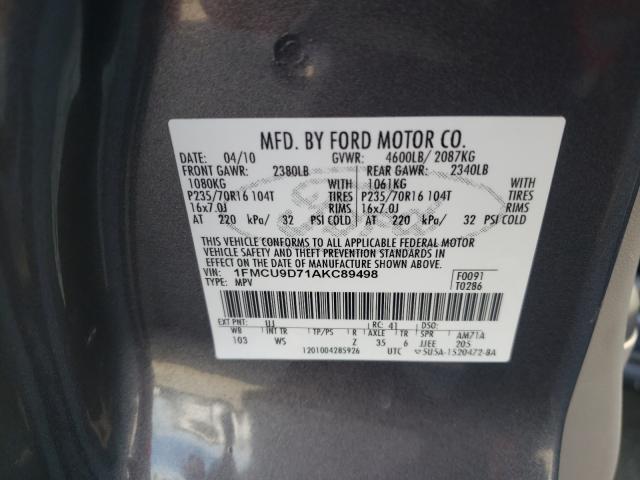 MFD. BY FORD MOTOR CO.
DATE: 04/10 GVWR: 4600LB/ 2087KG
FRONT GAWR: 2380LB REAR GAWR: 2340LB
1080KG WITH 1061KG WITH
P235/70R16 104T TIRES P235/70R16 104T TIRES
16x7.0J RIMS 16x7.0J RIMS
AT 220 kPa/ 32 PSI COLD AT 220 kPa/ 32 PSI COLD
THIS VEHICLE CONFORMS TO ALL APPLICABLE FEDERAL MOTOR
VEHICLE SAFETY AND THEFT PREVENTION STANDARDS IN EFFECT
ON THE DATE OF MANUFACTURE SHOWN ABOVE.
VIN: 1FMCU9D71AKC89498 F0091
TYPE: MPV T0286
EXT PNT: UJ RC: 41 DSO:
WB INT TR TP/PS R AXLE TR SPR AM71A
103 WS Z 35 6 JJEE 205
1201004285926 UTC 5U5A-1520472-BA
Ford